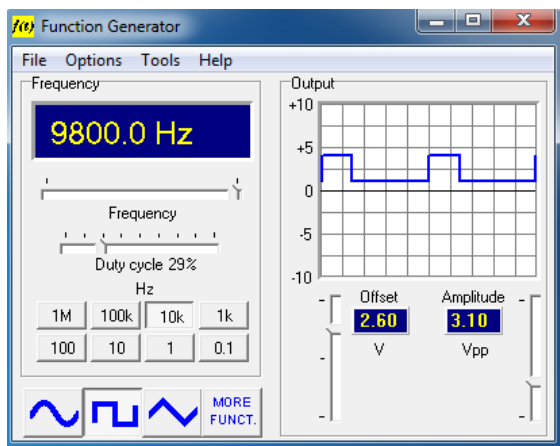 f(t) Function Generator
File Options Tools Help
Frequency
9800.0 Hz
Frequency
Duty cycle 29%
Hz
1M 100k 10k 1k
100 10 1 0.1
MORE
FUNCT.
Output
+10
+5
0
-5
-10
Offset Amplitude
2.60 3.10
V Vpp